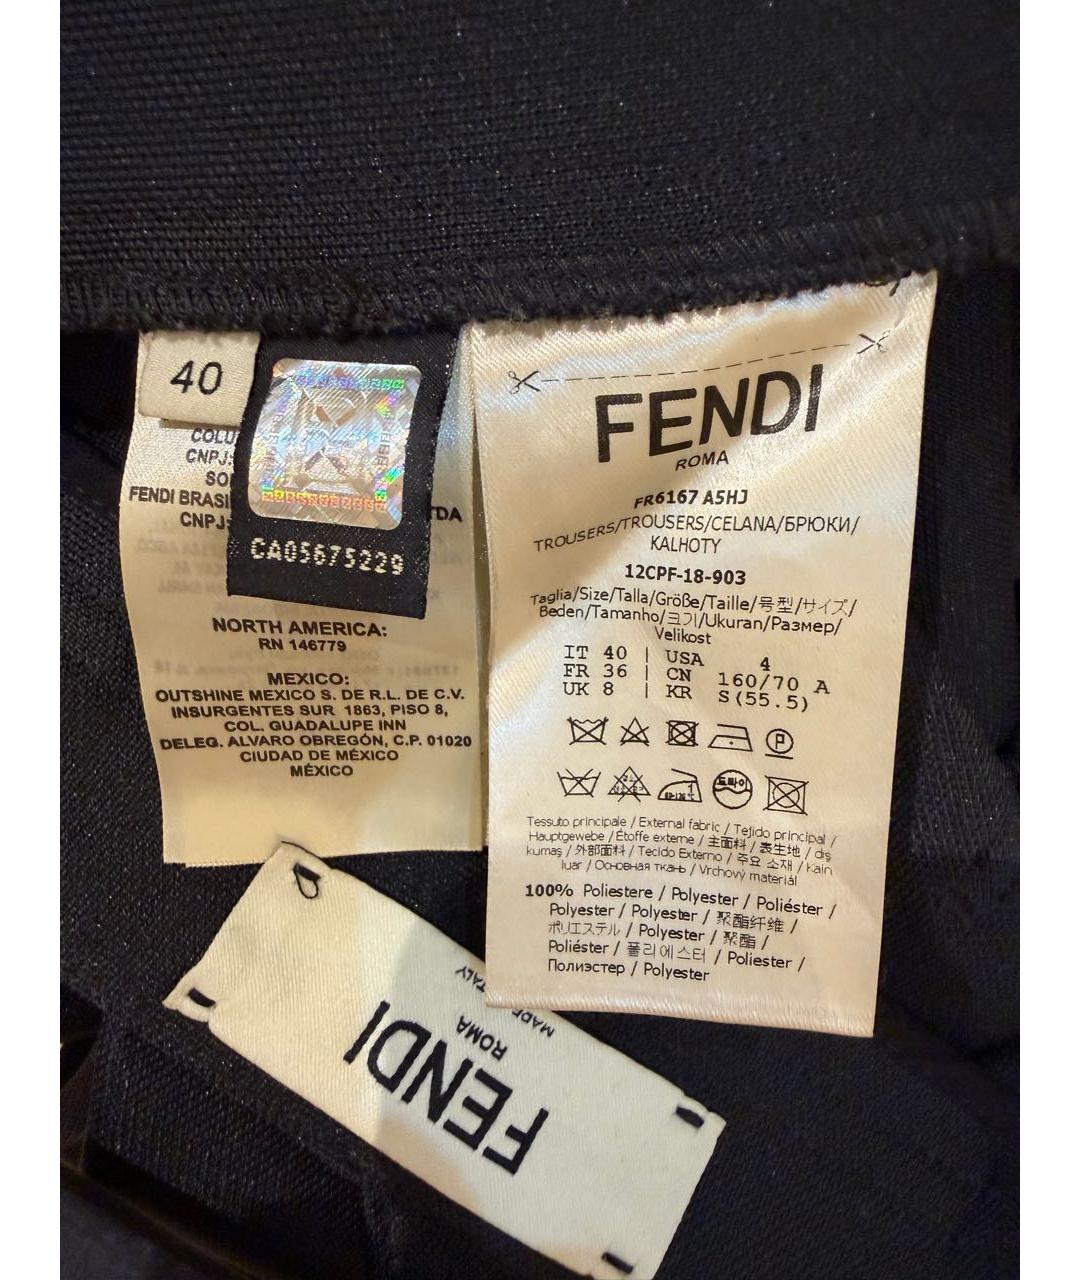 40
COLU
CNPJ:
SO
FENDI BRASI TDA
CNPJ:
CA05675229
NORTH AMERICA:
RN 146779
MEXICO:
OUTSHINE MEXICO S. DE R.L. DE C.V.
INSURGENTES SUR 1863, PISO 8,
COL. GUADALUPE INN
DELEG. ALVARO OBREGÓN, C.P. 01020
CIUDAD DE MÉXICO
MÉXICO
FENDI
ROMA
FR6167 A5HJ
TROUSERS/TROUSERS/CELANA/БРЮКИ/
KALHOTY
12CPF-18-903
Taglia/Size/Talla/Größe/Taille/号型/サイズ/
Beden/Tamanho/크기/Ukuran/Размер/
Velikost
IT 40 | USA 4
FR 36 | CN 160/70 A
UK 8 | KR S(55.5)
P
드라이
Tessuto principale / External fabric / Tejido principal /
Hauptgewebe / Étoffe externe / 主面料 / 表生地 / dış
kumaş / 外部面料 / Tecido Externo / 주요 소재 / kain
luar / Основная ткань / Vrchový materiál
100% Poliestere / Polyester / Poliéster /
Polyester / Polyester / 聚酯纤维 /
ポリエステル / Polyester / 聚酯 /
Poliéster / 폴리에스터 / Poliester /
Полиэстер / Polyester
FENDI
ROMA
MADE ITALY